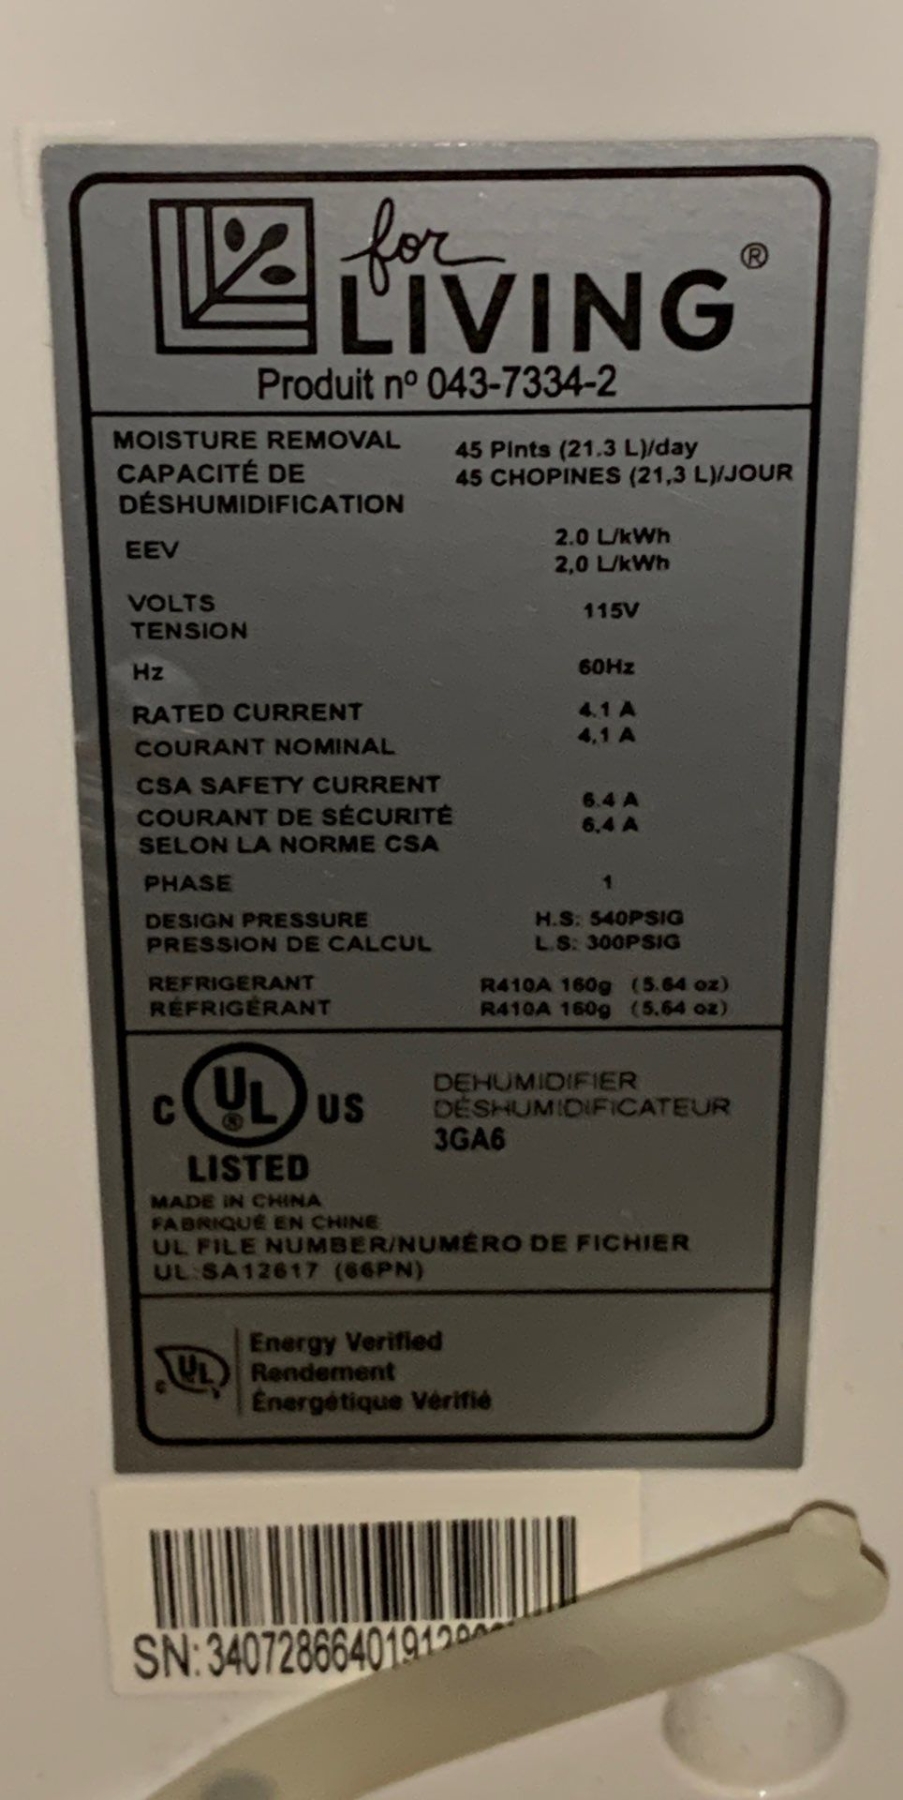 for
LIVING®
Produit nº 043-7334-2
MOISTURE REMOVAL 45 Pints (21.3 L)/day
CAPACITÉ DE 45 CHOPINES (21,3 L)/JOUR
DÉSHUMIDIFICATION
EEV 2.0 L/kWh
2,0 L/kWh
VOLTS 115V
TENSION
Hz 60Hz
RATED CURRENT 4.1 A
COURANT NOMINAL 4,1 A
CSA SAFETY CURRENT 6.4 A
COURANT DE SÉCURITÉ 6,4 A
SELON LA NORME CSA
PHASE 1
DESIGN PRESSURE H.S: 540PSIG
PRESSION DE CALCUL L.S: 300PSIG
REFRIGERANT R410A 160g (5.64 oz)
RÉFRIGÉRANT R410A 160g (5,64 oz)
C UL® US
LISTED
DEHUMIDIFIER
DÉSHUMIDIFICATEUR
3GA6
MADE IN CHINA
FABRIQUÉ EN CHINE
UL FILE NUMBER/NUMÉRO DE FICHIER
UL:SA12617 (66PN)
c UL
Energy Verified
Rendement
Énergétique Vérifié
SN: